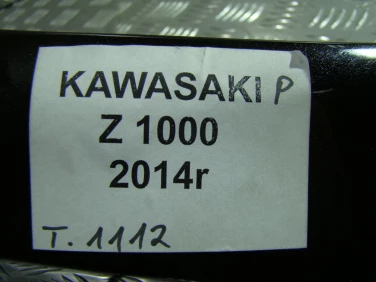 KAWASAKI P
Z 1000
2014r
T. 1112